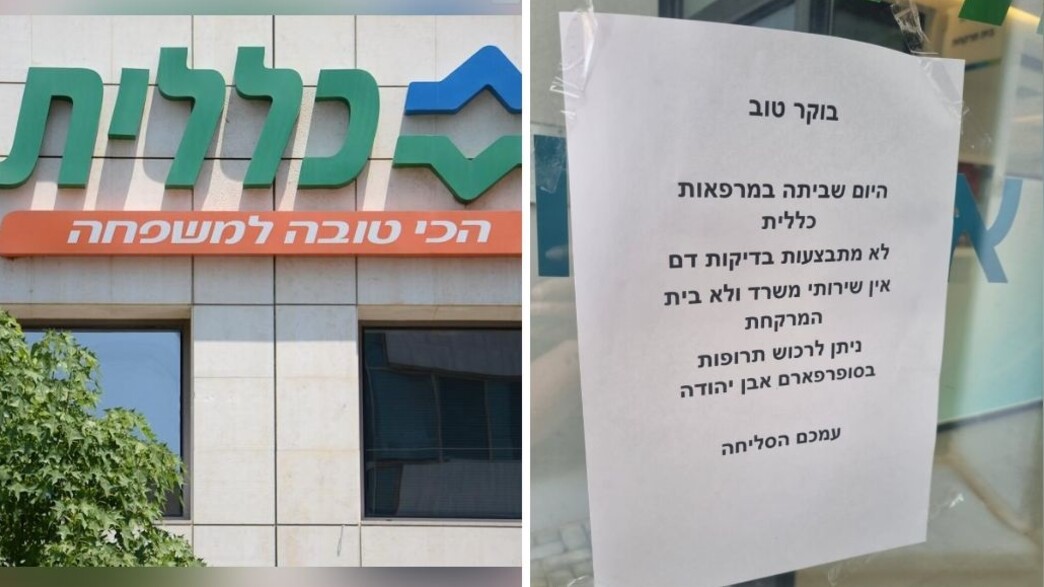 כללית
הכי טובה למשפחה
בוקר טוב
היום שביתה במרפאות
כללית
לא מתבצעות בדיקות דם
אין שירותי משרד ולא בית
המרקחת
ניתן לרכוש תרופות
בסופרפארם אבן יהודה
עמכם הסליחה